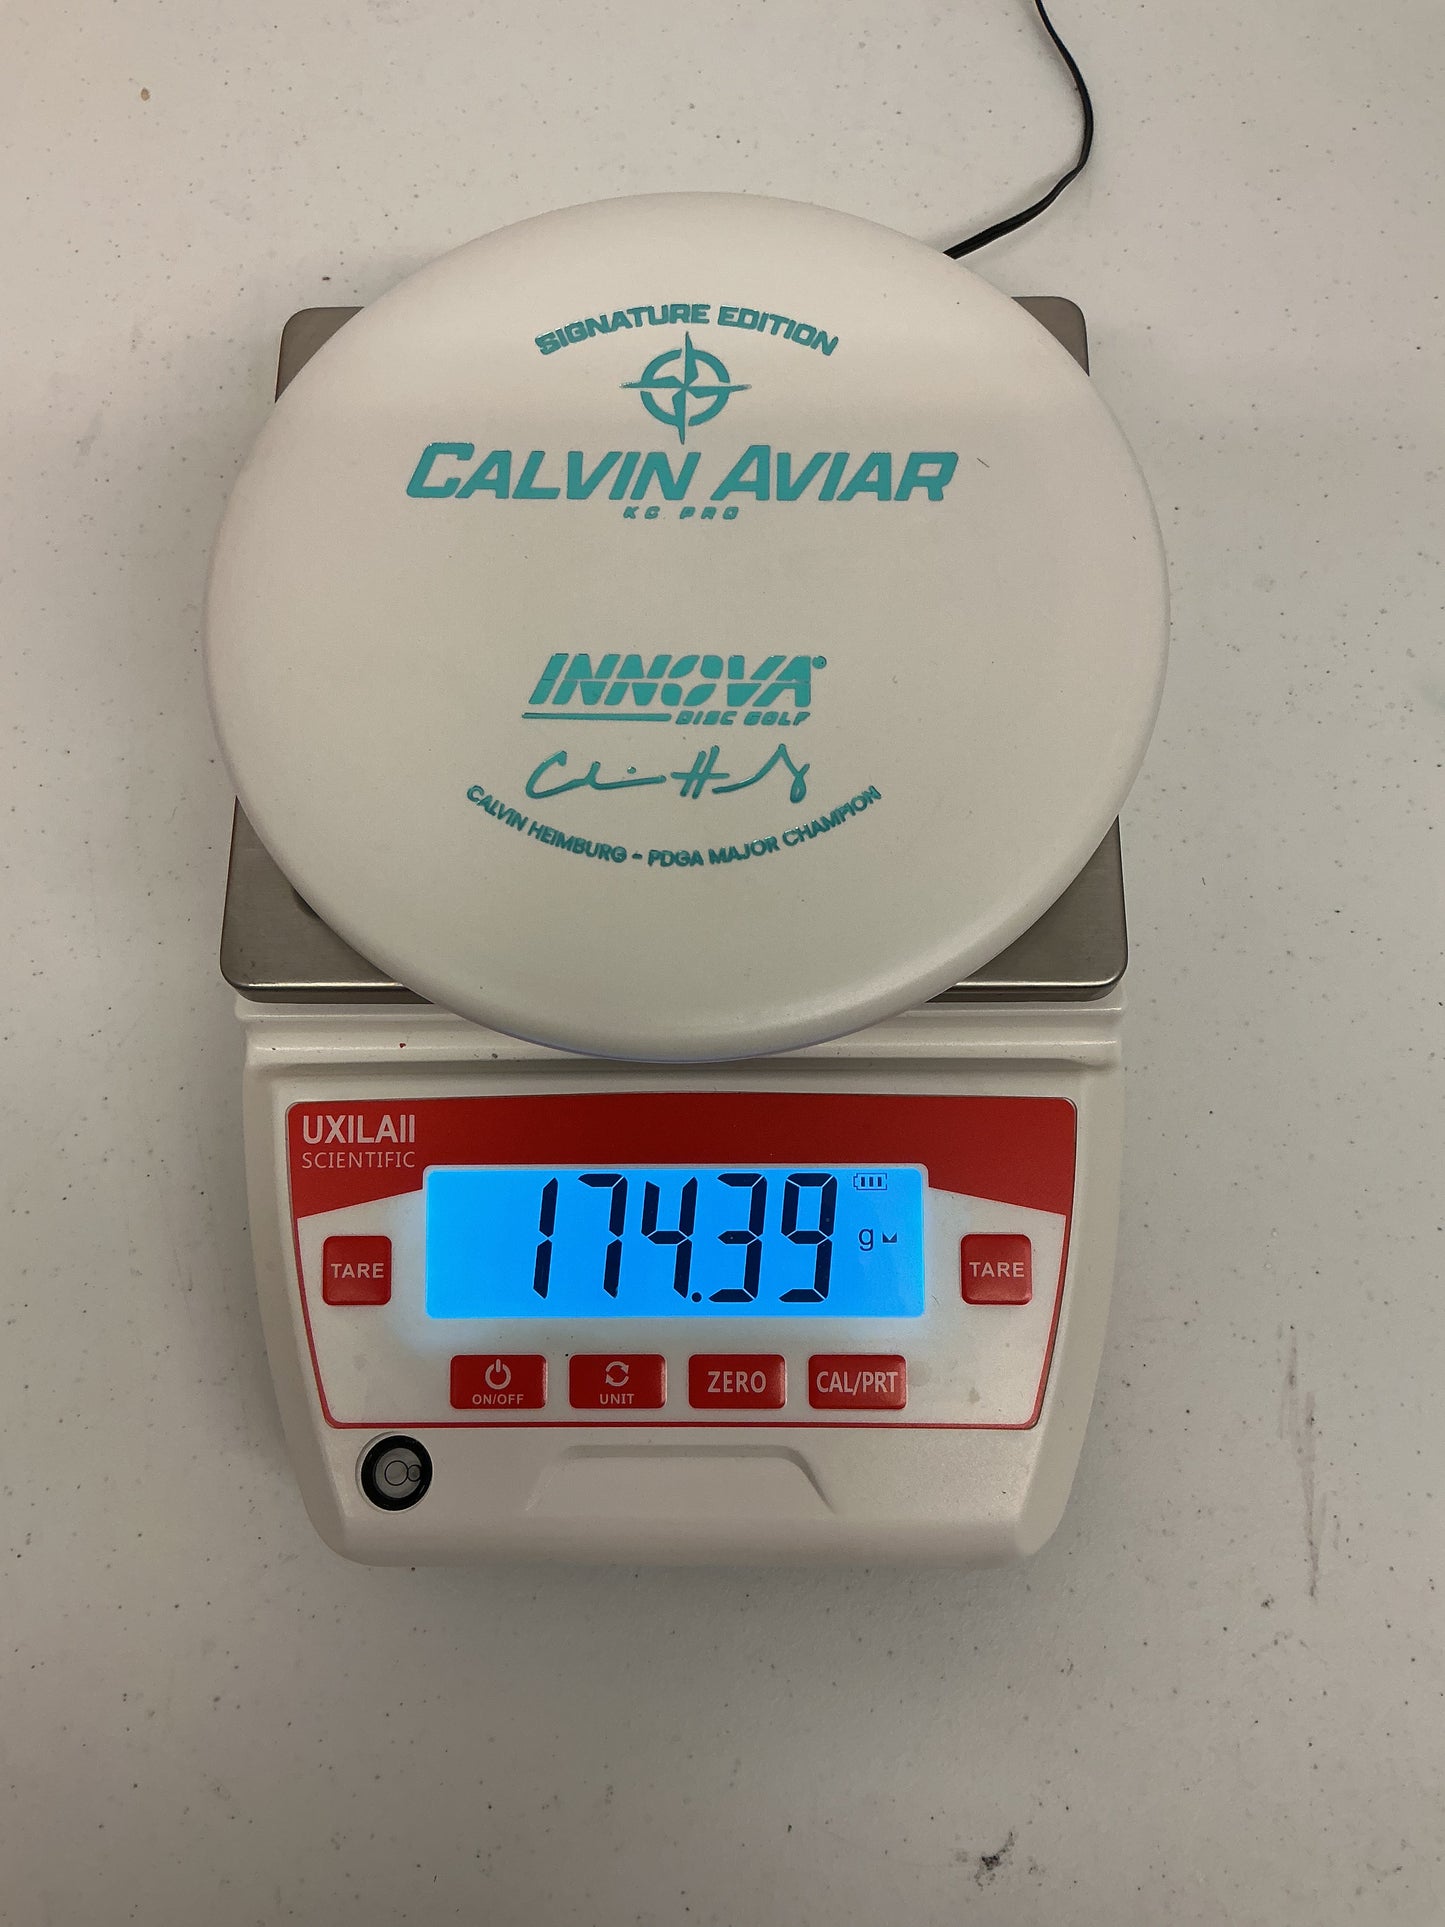 SIGNATURE EDITION
CALVIN AVIAR
KC PRO
INNOVA
DISC GOLF
CALVIN HEIMBURG - PDGA MAJOR CHAMPION
UXILAII
SCIENTIFIC
174.39 g
TARE
TARE
ON/OFF
UNIT
ZERO
CAL/PRT